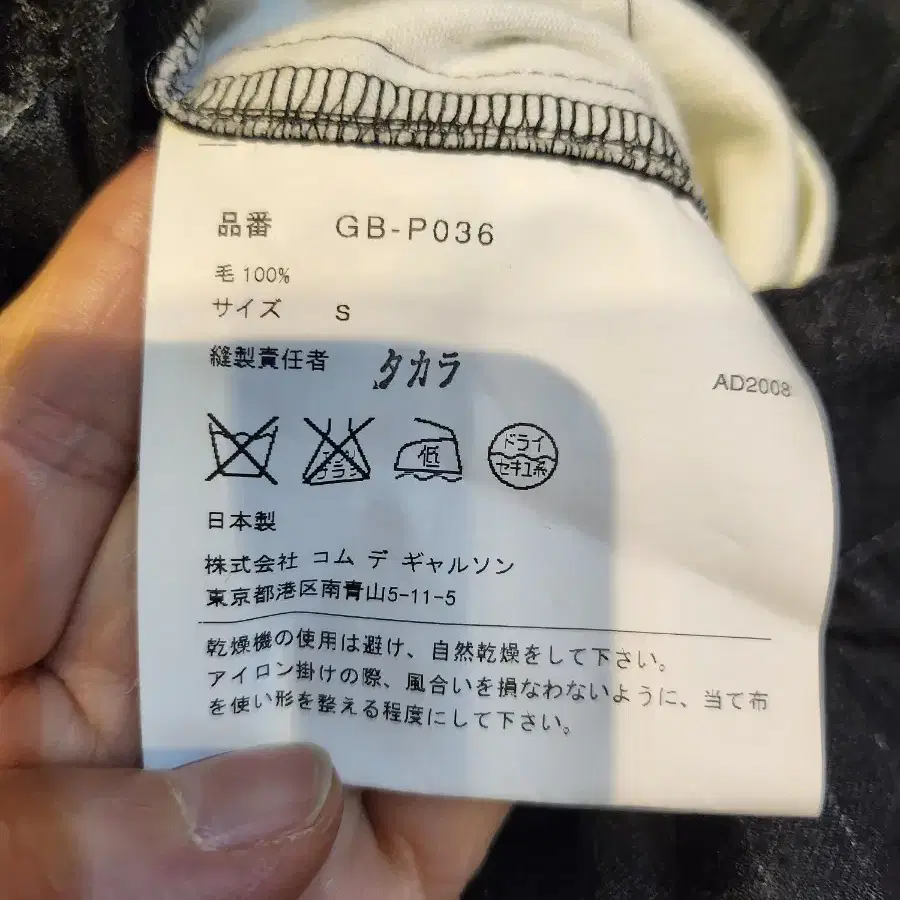 品番 GB-P036
毛 100%
サイズ S
縫製責任者 タカラ
AD2008
低 ドライ
セキユ系
日本製
株式会社 コム デ ギャルソン
東京都港区南青山5-11-5
乾燥機の使用は避け、自然乾燥をして下さい。
アイロン掛けの際、風合いを損なわないように、当て布
を使い形を整える程度にして下さい。